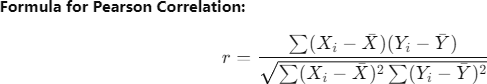 Formula for Pearson Correlation:
r = ∑(Xᵢ − X̄)(Yᵢ − Ȳ) / √∑(Xᵢ − X̄)² ∑(Yᵢ − Ȳ)²